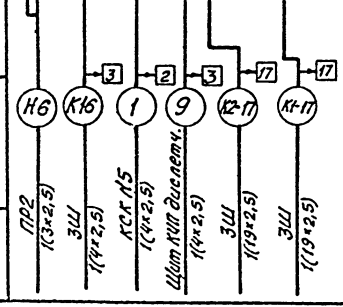 3
2
3
17
17
Н6
К16
1
9
К2-17
К1-17
ПР2
1(3×2,5)
ЗШ
1(4×2,5)
КСК №5
1(4×2,5)
Щит КИП диспетч.
1(4×2,5)
ЗШ
1(19×2,5)
ЗШ
1(19×2,5)